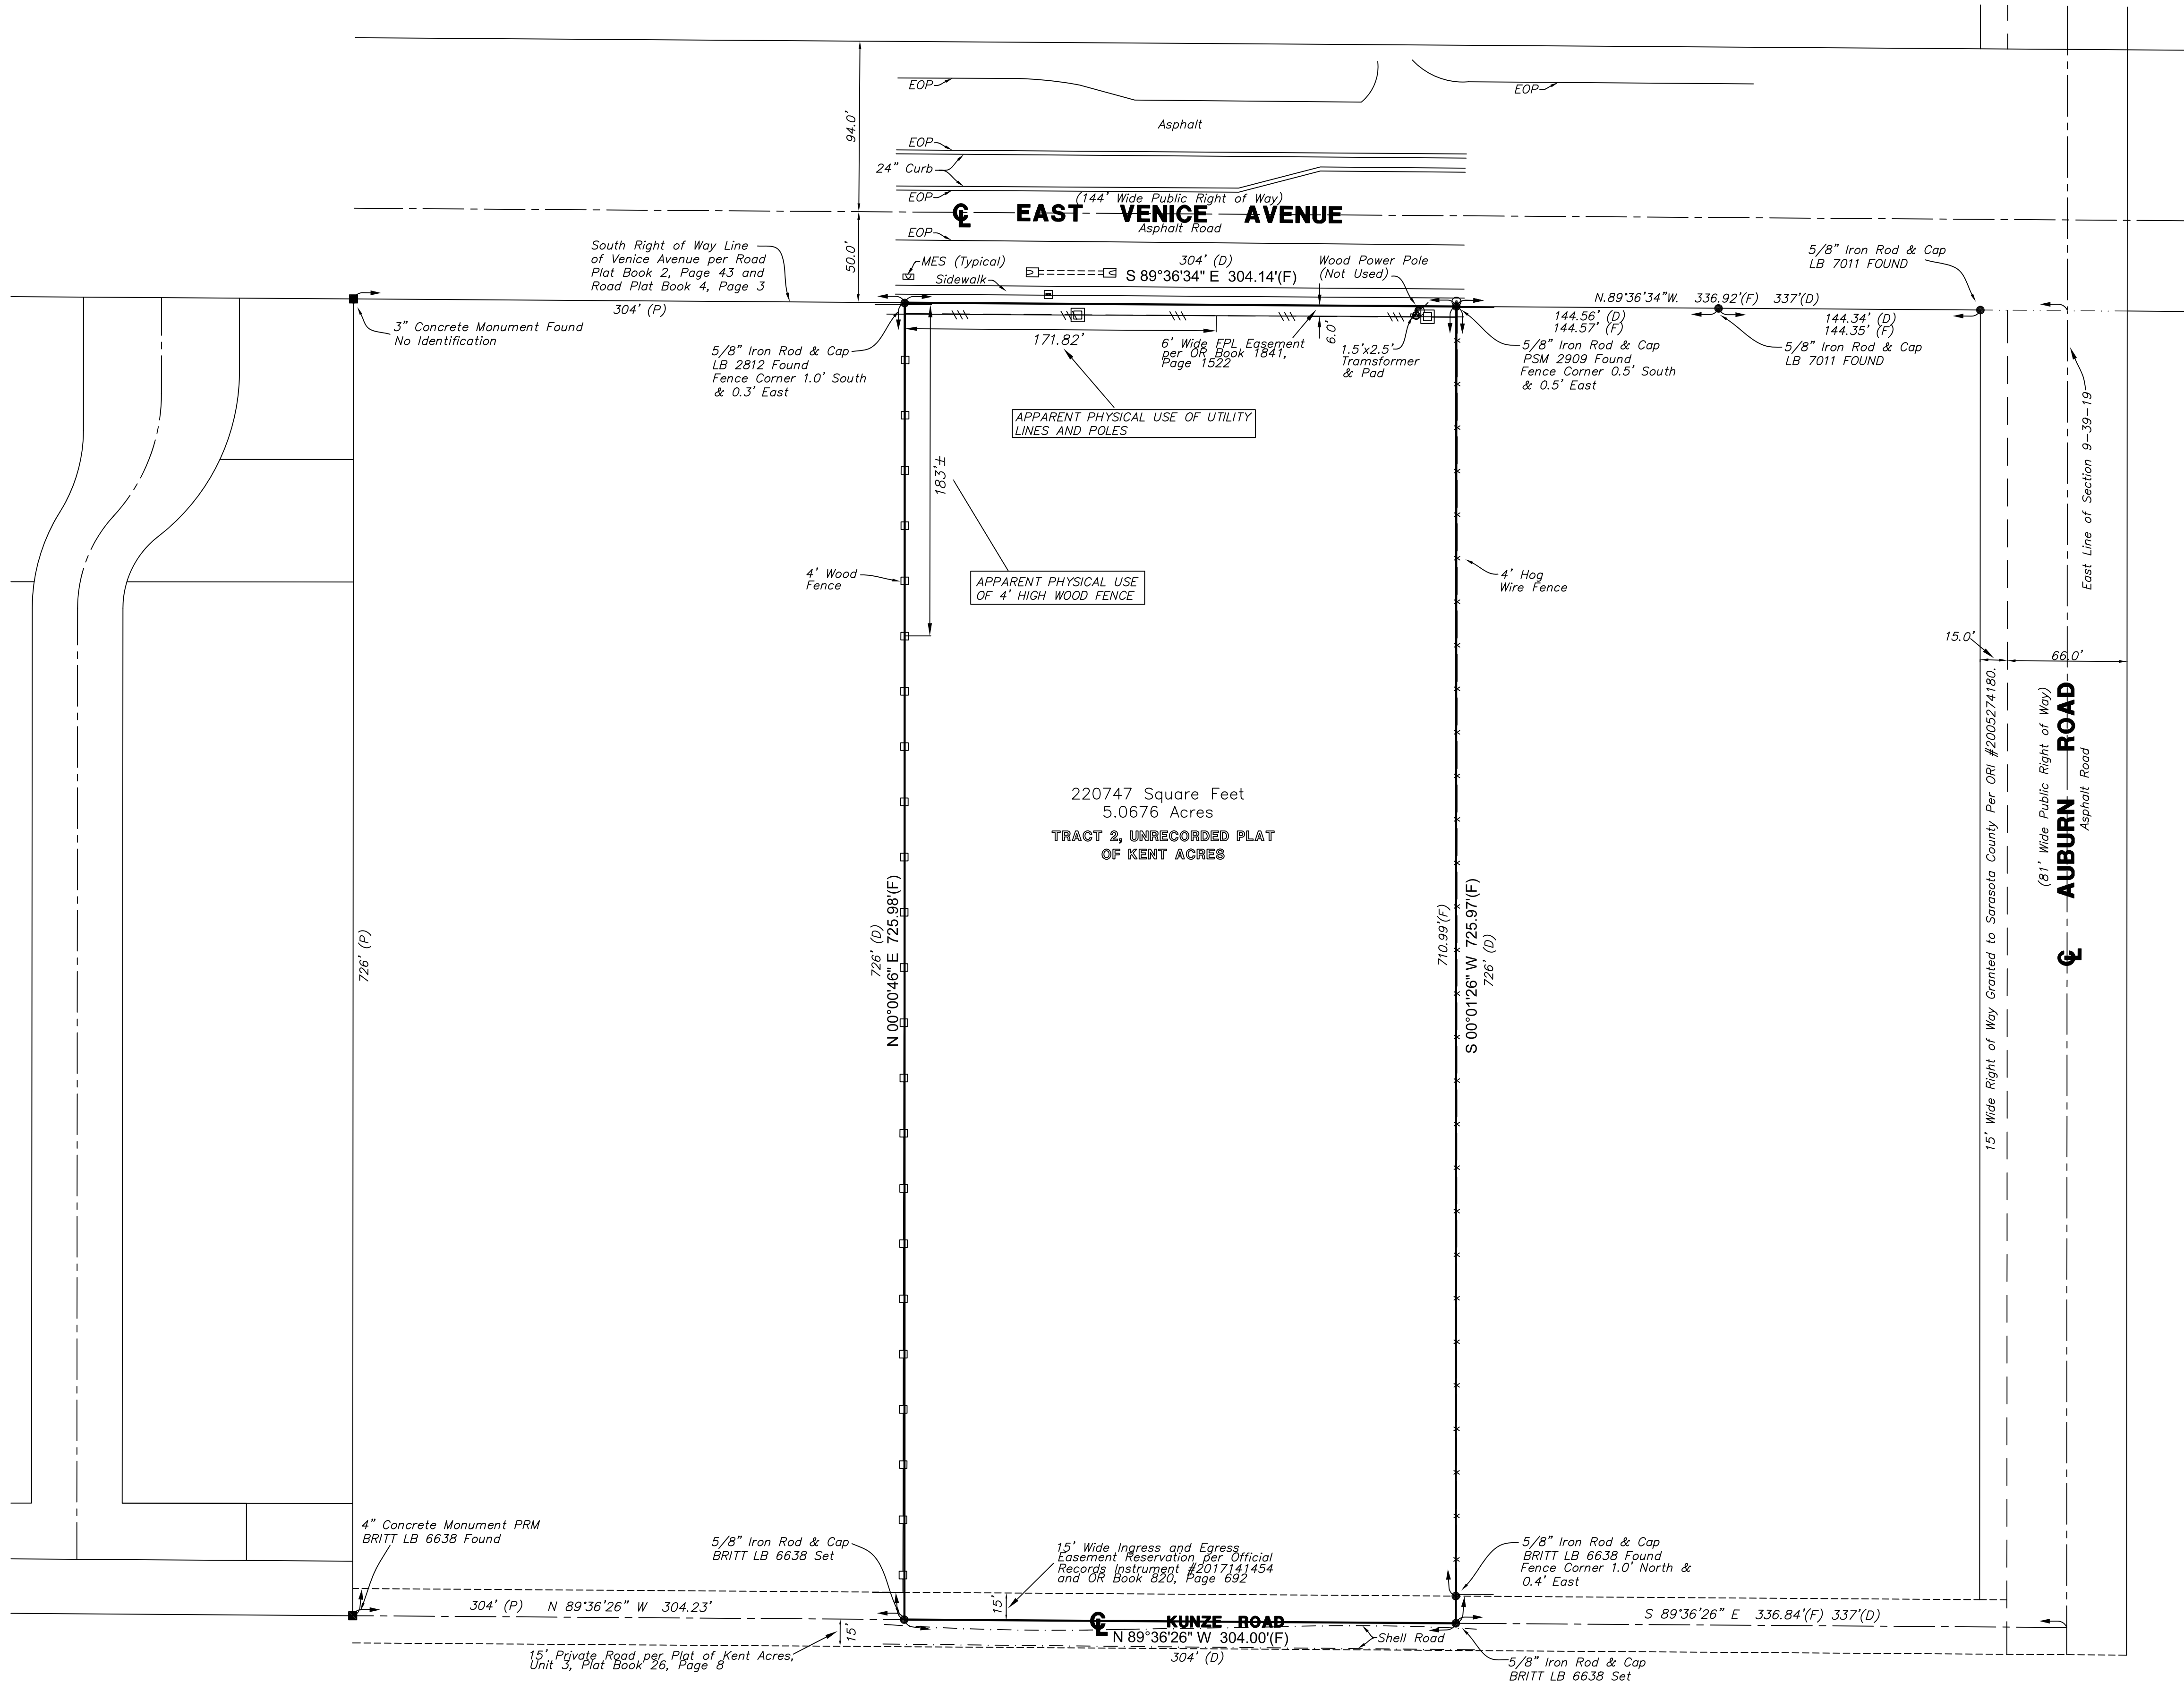 EOP
EOP
94.0'
Asphalt
EOP
24" Curb
EOP
(144' Wide Public Right of Way)
℄ EAST VENICE AVENUE
Asphalt Road
EOP
50.0'
South Right of Way Line
of Venice Avenue per Road
Plat Book 2, Page 43 and
Road Plat Book 4, Page 3
MES (Typical)
Sidewalk
304' (D)
S 89°36'34" E 304.14'(F)
Wood Power Pole
(Not Used)
5/8" Iron Rod & Cap
LB 7011 FOUND
304' (P)
N.89°36'34"W. 336.92'(F) 337'(D)
3" Concrete Monument Found
No Identification
5/8" Iron Rod & Cap
LB 2812 Found
Fence Corner 1.0' South
& 0.3' East
171.82'
6' Wide FPL Easement
per OR Book 1841,
Page 1522
6.0'
1.5'x2.5'
Tramsformer
& Pad
144.56' (D)
144.57' (F)
5/8" Iron Rod & Cap
PSM 2909 Found
Fence Corner 0.5' South
& 0.5' East
144.34' (D)
144.35' (F)
5/8" Iron Rod & Cap
LB 7011 FOUND
APPARENT PHYSICAL USE OF UTILITY
LINES AND POLES
183'±
East Line of Section 9-39-19
4' Wood
Fence
APPARENT PHYSICAL USE
OF 4' HIGH WOOD FENCE
4' Hog
Wire Fence
15.0'
66.0'
15' Wide Right of Way Granted to Sarasota County Per ORI #2005274180.
(81' Wide Public Right of Way)
℄ AUBURN ROAD
Asphalt Road
220747 Square Feet
5.0676 Acres
TRACT 2, UNRECORDED PLAT
OF KENT ACRES
726' (P)
726' (D)
N 00°00'46" E 725.98'(F)
710.99'(F)
S 00°01'26" W 725.97'(F)
726' (D)
4" Concrete Monument PRM
BRITT LB 6638 Found
5/8" Iron Rod & Cap
BRITT LB 6638 Set
15' Wide Ingress and Egress
Easement Reservation per Official
Records Instrument #2017141454
and OR Book 820, Page 692
5/8" Iron Rod & Cap
BRITT LB 6638 Found
Fence Corner 1.0' North &
0.4' East
304' (P) N 89°36'26" W 304.23'
15'
15'
℄ KUNZE ROAD
N 89°36'26" W 304.00'(F)
304' (D)
Shell Road
S 89°36'26" E 336.84'(F) 337'(D)
15' Private Road per Plat of Kent Acres,
Unit 3, Plat Book 26, Page 8
5/8" Iron Rod & Cap
BRITT LB 6638 Set